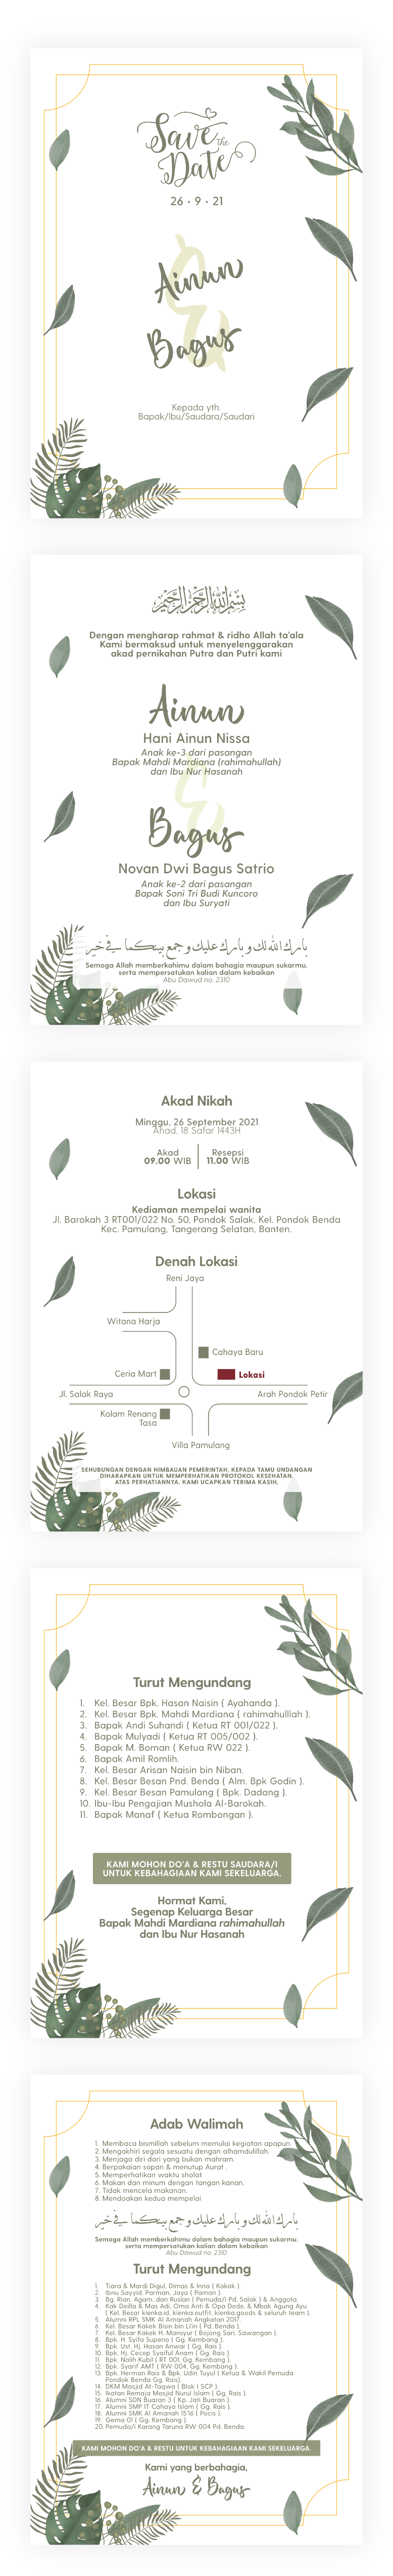 Save the
Date
26 • 9 • 21
Ainun
&
Bagus
Kepada yth.
Bapak/Ibu/Saudara/Saudari
بسم الله الرحمن الرحيم
Dengan mengharap rahmat & ridho Allah ta'ala
Kami bermaksud untuk menyelenggarakan
akad pernikahan Putra dan Putri kami
Ainun
Hani Ainun Nissa
Anak ke-3 dari pasangan
Bapak Mahdi Mardiana (rahimahullah)
dan Ibu Nur Hasanah
&
Bagus
Novan Dwi Bagus Satrio
Anak ke-2 dari pasangan
Bapak Soni Tri Budi Kuncoro
dan Ibu Suryati
بارك الله لك و بارك عليك و جمع بينكما في خير
Semoga Allah memberkahimu dalam bahagia maupun sukarmu.
serta mempersatukan kalian dalam kebaikan
Abu Dawud no. 2310
Akad Nikah
Minggu, 26 September 2021
Ahad, 18 Safar 1443H
Akad Resepsi
09.00 WIB 11.00 WIB
Lokasi
Kediaman mempelai wanita
Jl. Barokah 3 RT001/022 No. 50, Pondok Salak, Kel. Pondok Benda
Kec. Pamulang, Tangerang Selatan, Banten.
Denah Lokasi
Reni Jaya
Witana Harja
Cahaya Baru
Ceria Mart Lokasi
Jl. Salak Raya Arah Pondok Petir
Kolam Renang
Tasa
Villa Pamulang
SEHUBUNGAN DENGAN HIMBAUAN PEMERINTAH, KEPADA TAMU UNDANGAN
DIHARAPKAN UNTUK MEMPERHATIKAN PROTOKOL KESEHATAN,
ATAS PERHATIANNYA, KAMI UCAPKAN TERIMA KASIH.
Turut Mengundang
1. Kel. Besar Bpk. Hasan Naisin ( Ayahanda ).
2. Kel. Besar Bpk. Mahdi Mardiana ( rahimahulllah ).
3. Bapak Andi Suhandi ( Ketua RT 001/022 ).
4. Bapak Mulyadi ( Ketua RT 005/002 ).
5. Bapak M. Boman ( Ketua RW 022 ).
6. Bapak Amil Romlih.
7. Kel. Besar Arisan Naisin bin Niban.
8. Kel. Besar Besan Pnd. Benda ( Alm. Bpk Godin ).
9. Kel. Besar Besan Pamulang ( Bpk. Dadang ).
10. Ibu-Ibu Pengajian Mushola Al-Barokah.
11. Bapak Manaf ( Ketua Rombongan ).
KAMI MOHON DO'A & RESTU SAUDARA/I
UNTUK KEBAHAGIAAN KAMI SEKELUARGA.
Hormat Kami,
Segenap Keluarga Besar
Bapak Mahdi Mardiana rahimahullah
dan Ibu Nur Hasanah
Adab Walimah
1. Membaca bismillah sebelum memulai kegiatan apapun.
2. Mengakhiri segala sesuatu dengan alhamdulillah.
3. Menjaga diri dari yang bukan mahram.
4. Berpakaian sopan & menutup Aurat .
5. Memperhatikan waktu sholat.
6. Makan dan minum dengan tangan kanan.
7. Tidak mencela makanan.
8. Mendoakan kedua mempelai
بارك الله لك و بارك عليك و جمع بينكما في خير
Semoga Allah memberkahimu dalam bahagia maupun sukarmu.
serta mempersatukan kalian dalam kebaikan
Abu Dawud no. 2310
Turut Mengundang
1. Tiara & Mardi Digul, Dimas & Inna ( Kakak ).
2. Ibnu Sayyid, Parman, Jaya ( Paman ).
3. Bg. Rian, Agam, dan Ruslan ( Pemuda/i Pd. Salak ) & Anggota.
4. Kak Deilla & Mas Adi, Oma Anti & Opa Dede, & Mbak Agung Ayu
( Kel. Besar kienka.id, kienka.outfit, kienka.goods & seluruh team ).
5. Alumni RPL SMK Al Amanah Angkatan 2017.
6. Kel. Besar Kakek Bisin bin Li'in ( Pd. Benda ).
7. Kel. Besar Kakek H. Mansyur ( Bojong Sari, Sawangan ).
8. Bpk. H. Syifa Supeno ( Gg. Kembang ).
9. Bpk. Ust. Hj. Hasan Anwar ( Gg. Rais ).
10. Bpk. Hj. Cecep Syaiful Anam ( Gg. Rais ).
11. Bpk. Nalih Kubil ( RT 001, Gg. Kembang ).
12. Bpk. Syarif AMT ( RW 004, Gg. Kembang ).
13. Bpk. Herman Rais & Bpk. Udin Tuyul ( Ketua & Wakil Pemuda
Pondok Benda Gg. Rais).
14. DKM Masjid At-Taqwa ( Blok I SCP ).
15. Ikatan Remaja Masjid Nurul Islam ( Gg. Rais ).
16. Alumni SDN Buaran 3 ( Kp. Jati Buaran ).
17. Alumni SMP IT Cahaya Islam ( Gg. Rais ).
18. Alumni SMK Al Amanah 15'16 ( Pocis ).
19. Gema 01 ( Gg. Kembang ).
20. Pemuda/i Karang Taruna RW 004 Pd. Benda.
KAMI MOHON DO'A & RESTU UNTUK KEBAHAGIAAN KAMI SEKELUARGA.
Kami yang berbahagia,
Ainun & Bagus